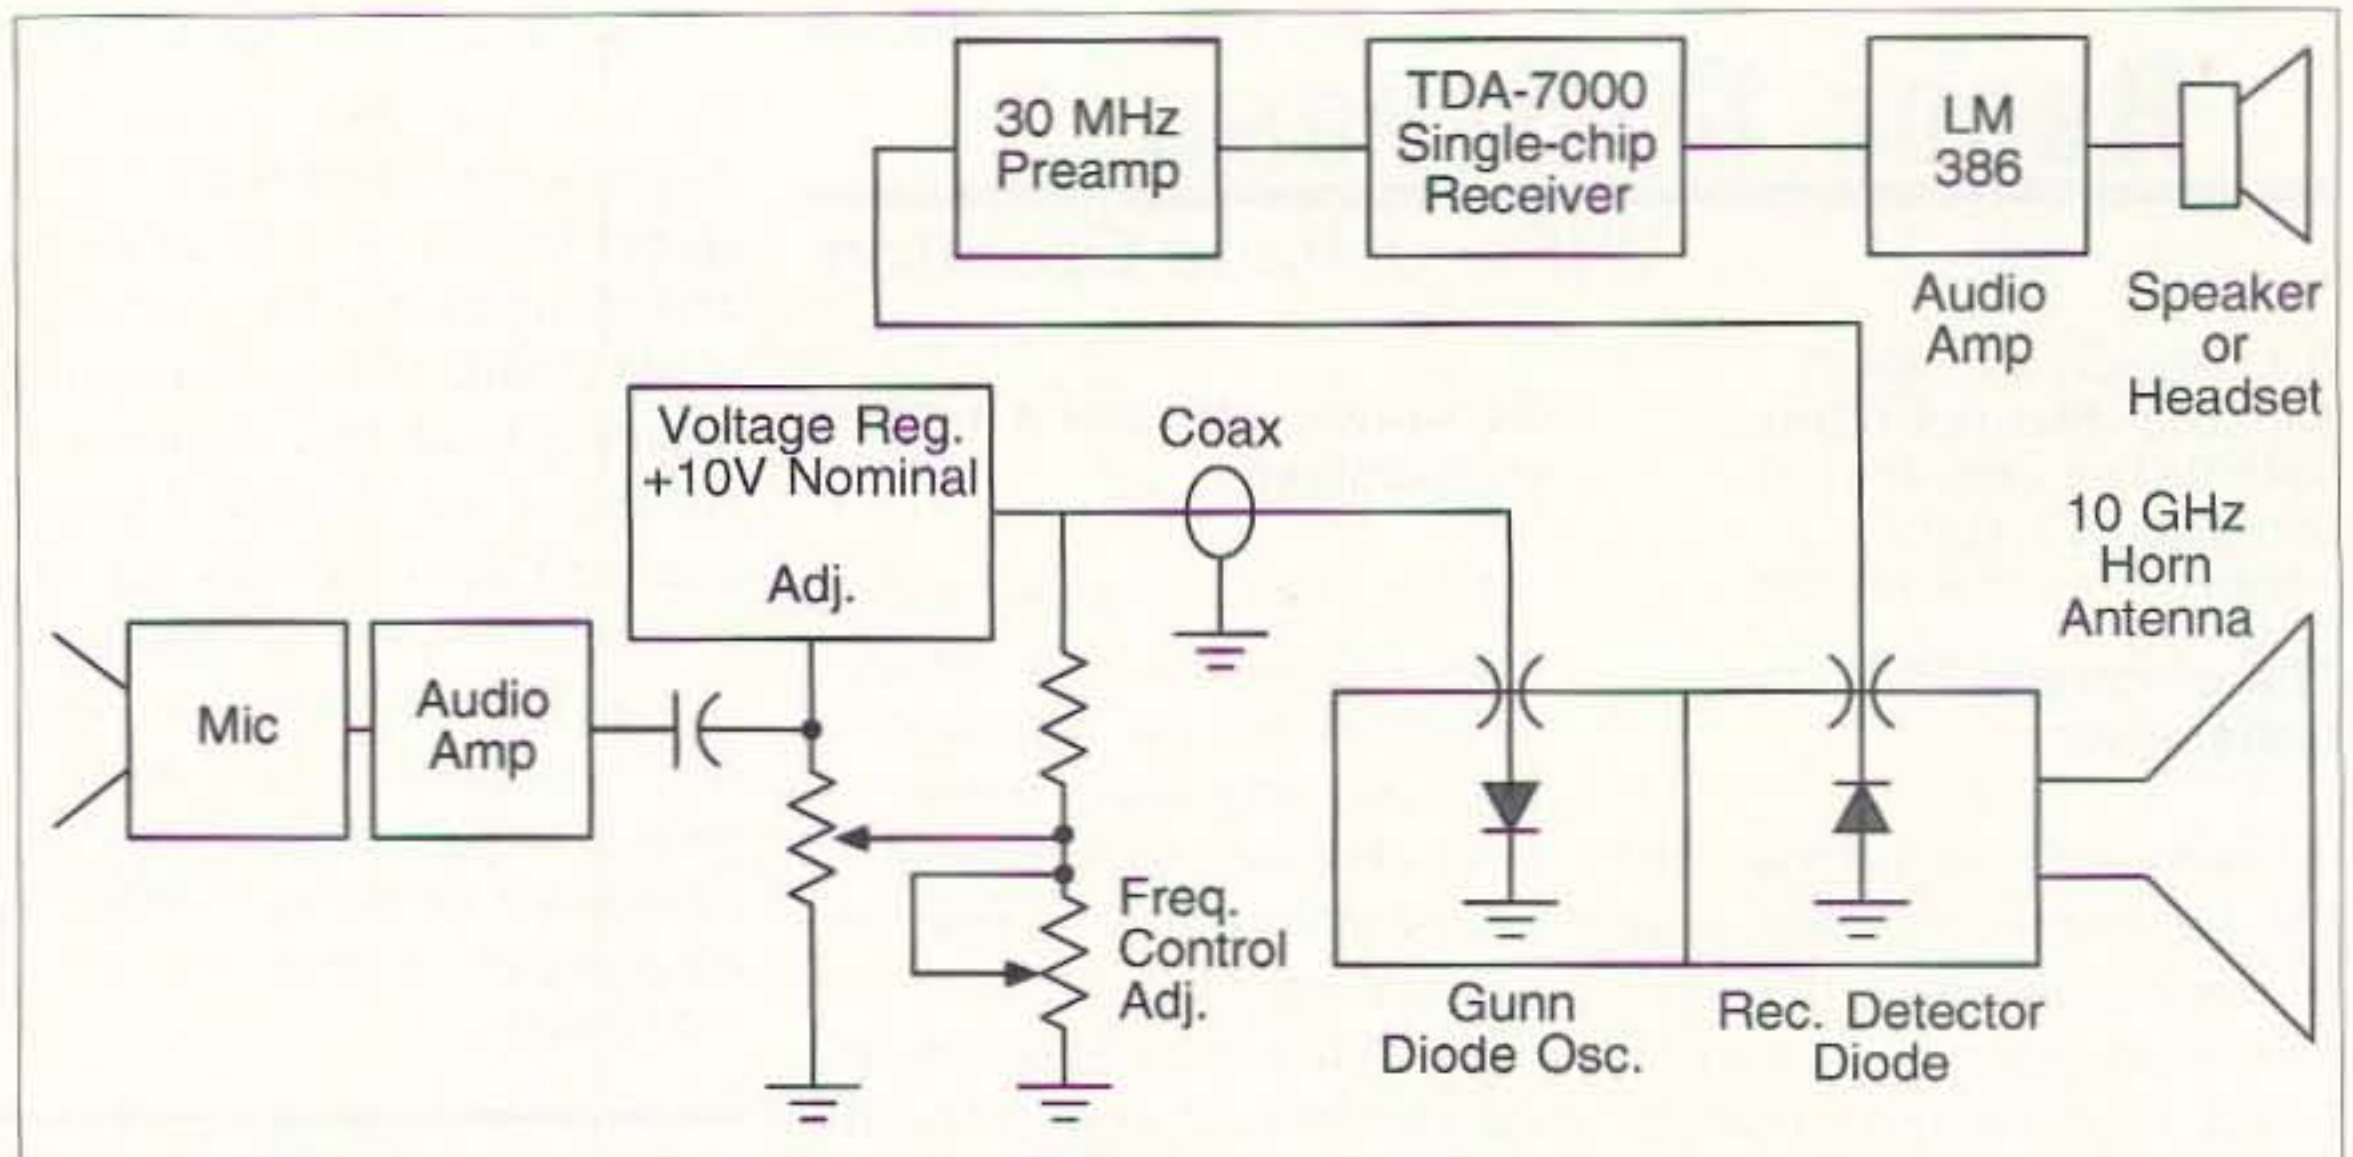 30 MHz
Preamp
TDA-7000
Single-chip
Receiver
LM
386
Audio
Amp
Speaker
or
Headset
Voltage Reg.
+10V Nominal
Adj.
Coax
10 GHz
Horn
Antenna
Mic
Audio
Amp
Freq.
Control
Adj.
Gunn
Diode Osc.
Rec. Detector
Diode